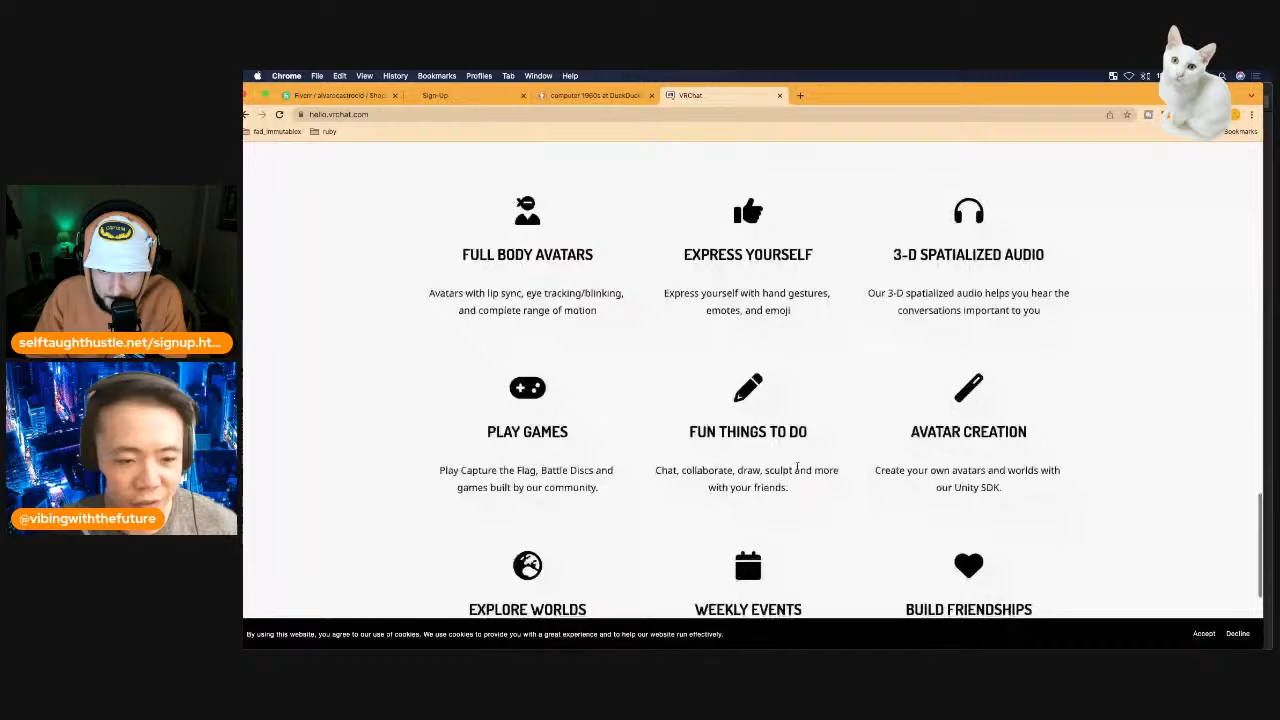 Chrome File Edit View History Bookmarks Profiles Tab Window Help
Fiverr / alvarocastrocid / Shop
Sign-Up
computer 1960s at DuckDuck
VRChat
hello.vrchat.com
fad_immutablex
ruby
Bookmarks
FULL BODY AVATARS
Avatars with lip sync, eye tracking/blinking,
and complete range of motion
EXPRESS YOURSELF
Express yourself with hand gestures,
emotes, and emoji
3-D SPATIALIZED AUDIO
Our 3-D spatialized audio helps you hear the
conversations important to you
PLAY GAMES
Play Capture the Flag, Battle Discs and
games built by our community.
FUN THINGS TO DO
Chat, collaborate, draw, sculpt and more
with your friends.
AVATAR CREATION
Create your own avatars and worlds with
our Unity SDK.
EXPLORE WORLDS
WEEKLY EVENTS
BUILD FRIENDSHIPS
By using this website, you agree to our use of cookies. We use cookies to provide you with a great experience and to help our website run effectively.
Accept
Decline
CAPTAIN
selftaughthustle.net/signup.ht...
@vibingwiththefuture